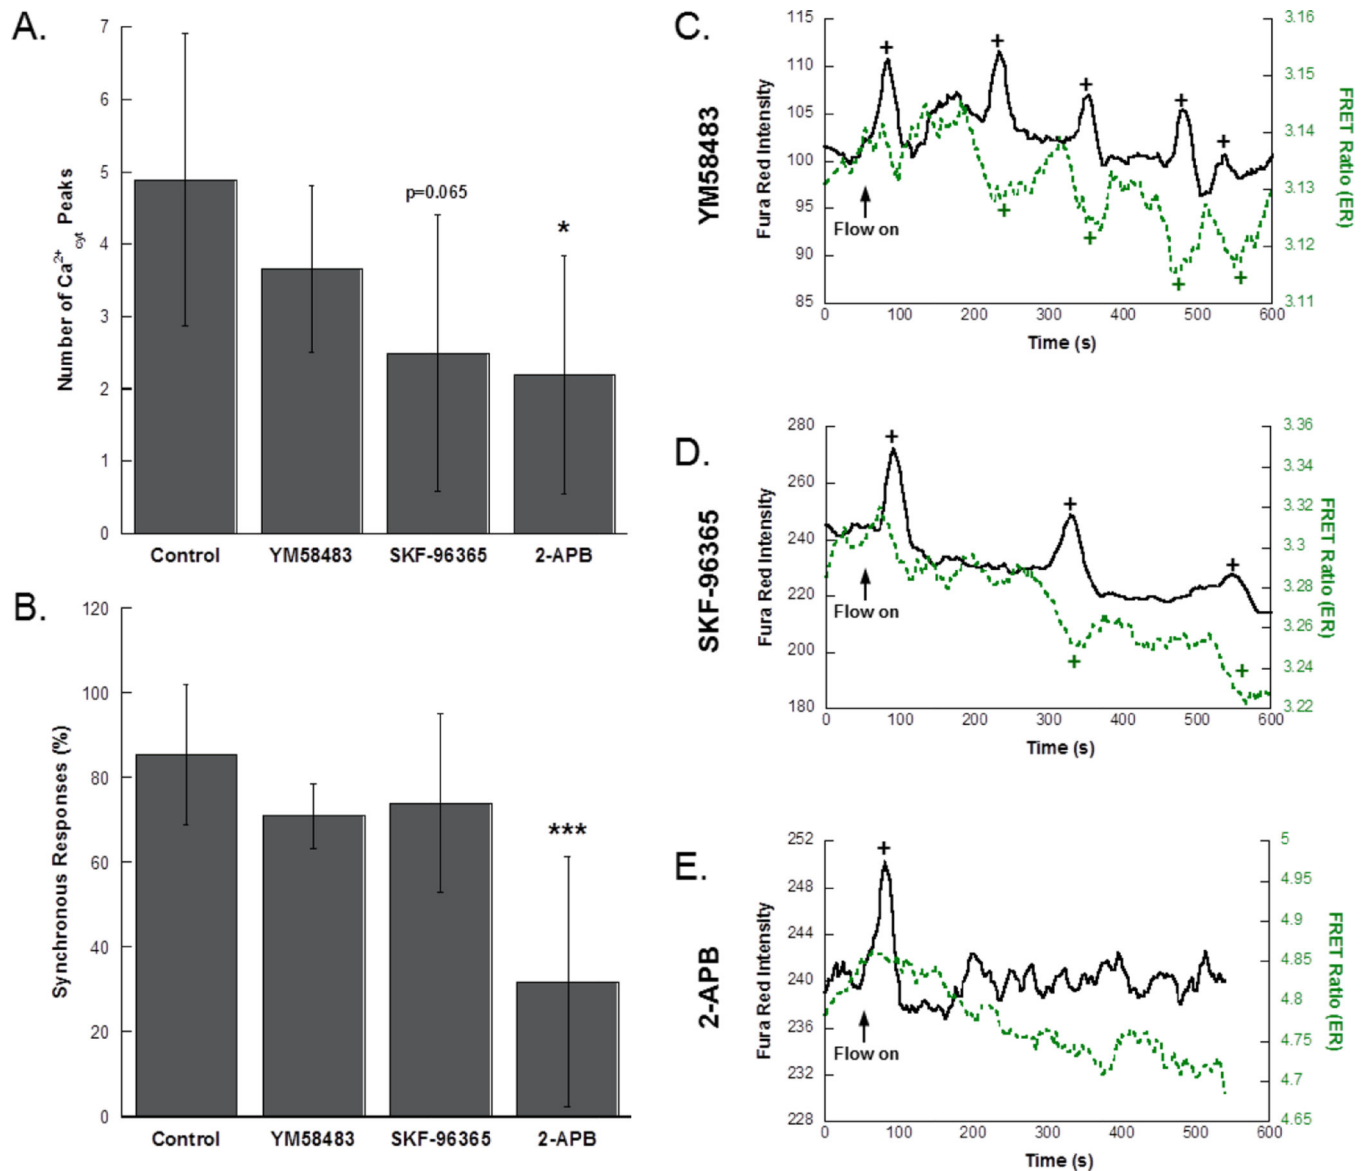 A.
7
6
5
4
3
2
1
0
Number of Ca²⁺cyt Peaks
p=0.065
*
Control YM58483 SKF-96365 2-APB
B.
120
100
80
60
40
20
0
Synchronous Responses (%)
***
Control YM58483 SKF-96365 2-APB
C.
YM58483
115
110
105
100
95
90
85
Fura Red Intensity
3.16
3.15
3.14
3.13
3.12
3.11
FRET Ratio (ER)
+ + + + +
+ + + +
Flow on
0 100 200 300 400 500 600
Time (s)
D.
SKF-96365
280
260
240
220
200
180
Fura Red Intensity
3.36
3.34
3.32
3.3
3.28
3.26
3.24
3.22
FRET Ratio (ER)
+ + +
+ +
Flow on
0 100 200 300 400 500 600
Time (s)
E.
2-APB
252
248
244
240
236
232
228
Fura Red Intensity
5
4.95
4.9
4.85
4.8
4.75
4.7
4.65
FRET Ratio (ER)
+
Flow on
0 100 200 300 400 500 600
Time (s)